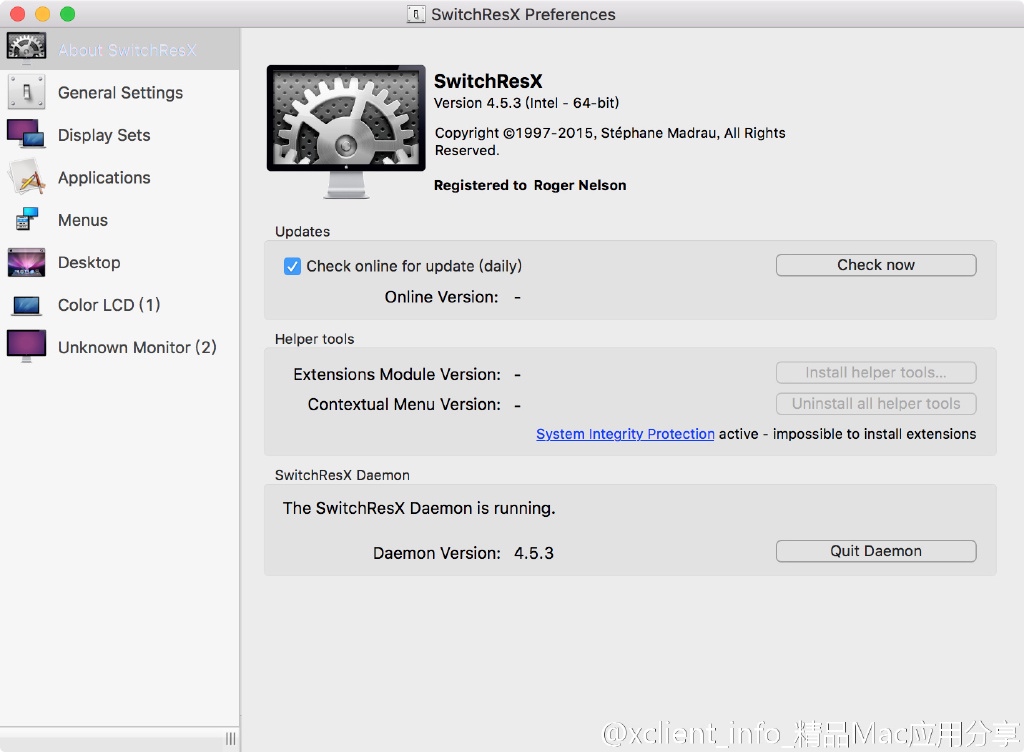 SwitchResX Preferences
About SwitchResX
General Settings
Display Sets
Applications
Menus
Desktop
Color LCD (1)
Unknown Monitor (2)
SwitchResX
Version 4.5.3 (Intel - 64-bit)
Copyright ©1997-2015, Stéphane Madrau, All Rights
Reserved.
Registered to Roger Nelson
Updates
Check online for update (daily)
Check now
Online Version: -
Helper tools
Extensions Module Version: -
Install helper tools...
Contextual Menu Version: -
Uninstall all helper tools
System Integrity Protection active - impossible to install extensions
SwitchResX Daemon
The SwitchResX Daemon is running.
Daemon Version: 4.5.3
Quit Daemon
@xclient_info_精品Mac应用分享